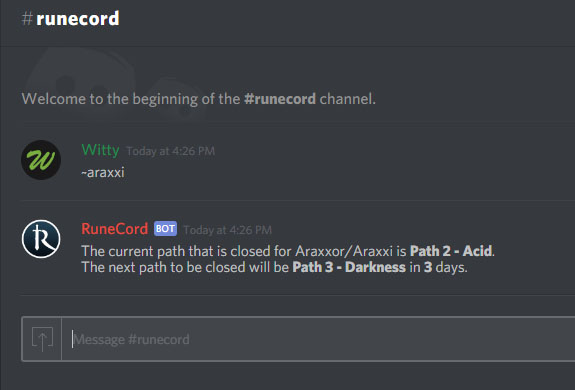 #runecord
Welcome to the beginning of the #runecord channel.
Witty Today at 4:26 PM
~araxxi
RuneCord BOT Today at 4:26 PM
The current path that is closed for Araxxor/Araxxi is Path 2 - Acid.
The next path to be closed will be Path 3 - Darkness in 3 days.
Message #runecord